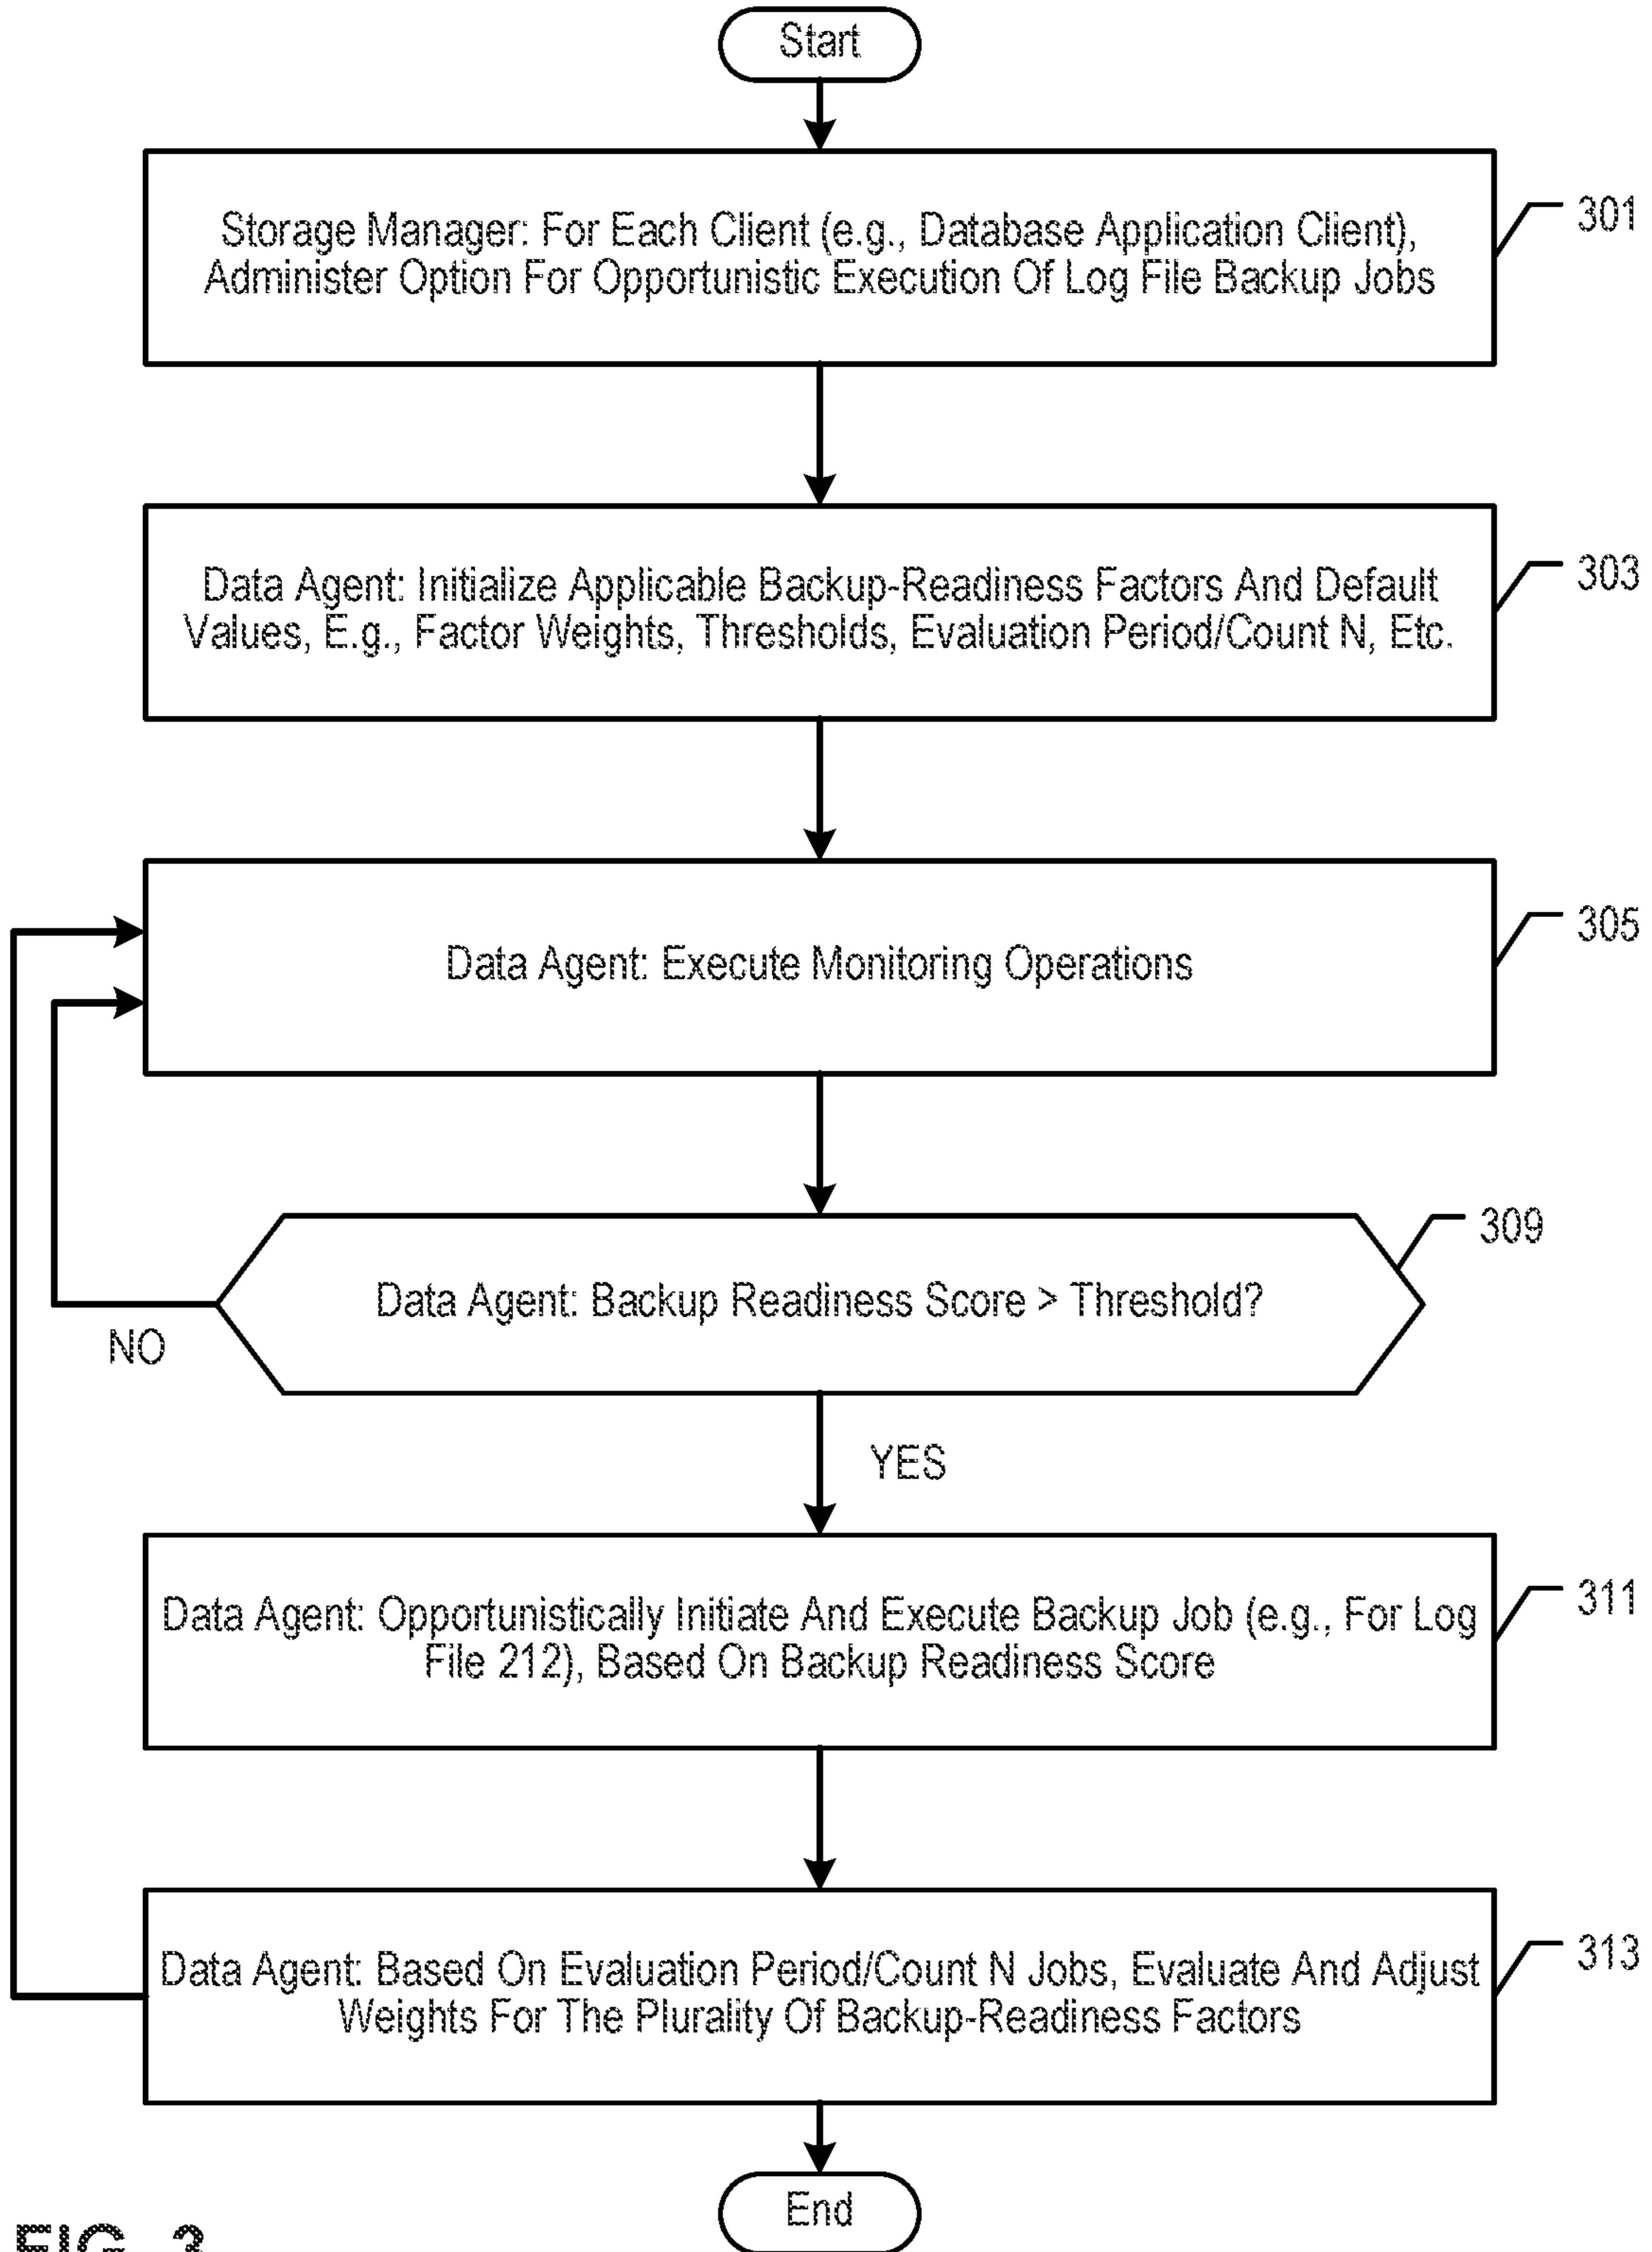 Start
Storage Manager: For Each Client (e.g., Database Application Client),
Administer Option For Opportunistic Execution Of Log File Backup Jobs
301
Data Agent: Initialize Applicable Backup-Readiness Factors And Default
Values, E.g., Factor Weights, Thresholds, Evaluation Period/Count N, Etc.
303
Data Agent: Execute Monitoring Operations
305
Data Agent: Backup Readiness Score > Threshold?
309
NO
YES
Data Agent: Opportunistically Initiate And Execute Backup Job (e.g., For Log
File 212), Based On Backup Readiness Score
311
Data Agent: Based On Evaluation Period/Count N Jobs, Evaluate And Adjust
Weights For The Plurality Of Backup-Readiness Factors
313
End
FIG. 3